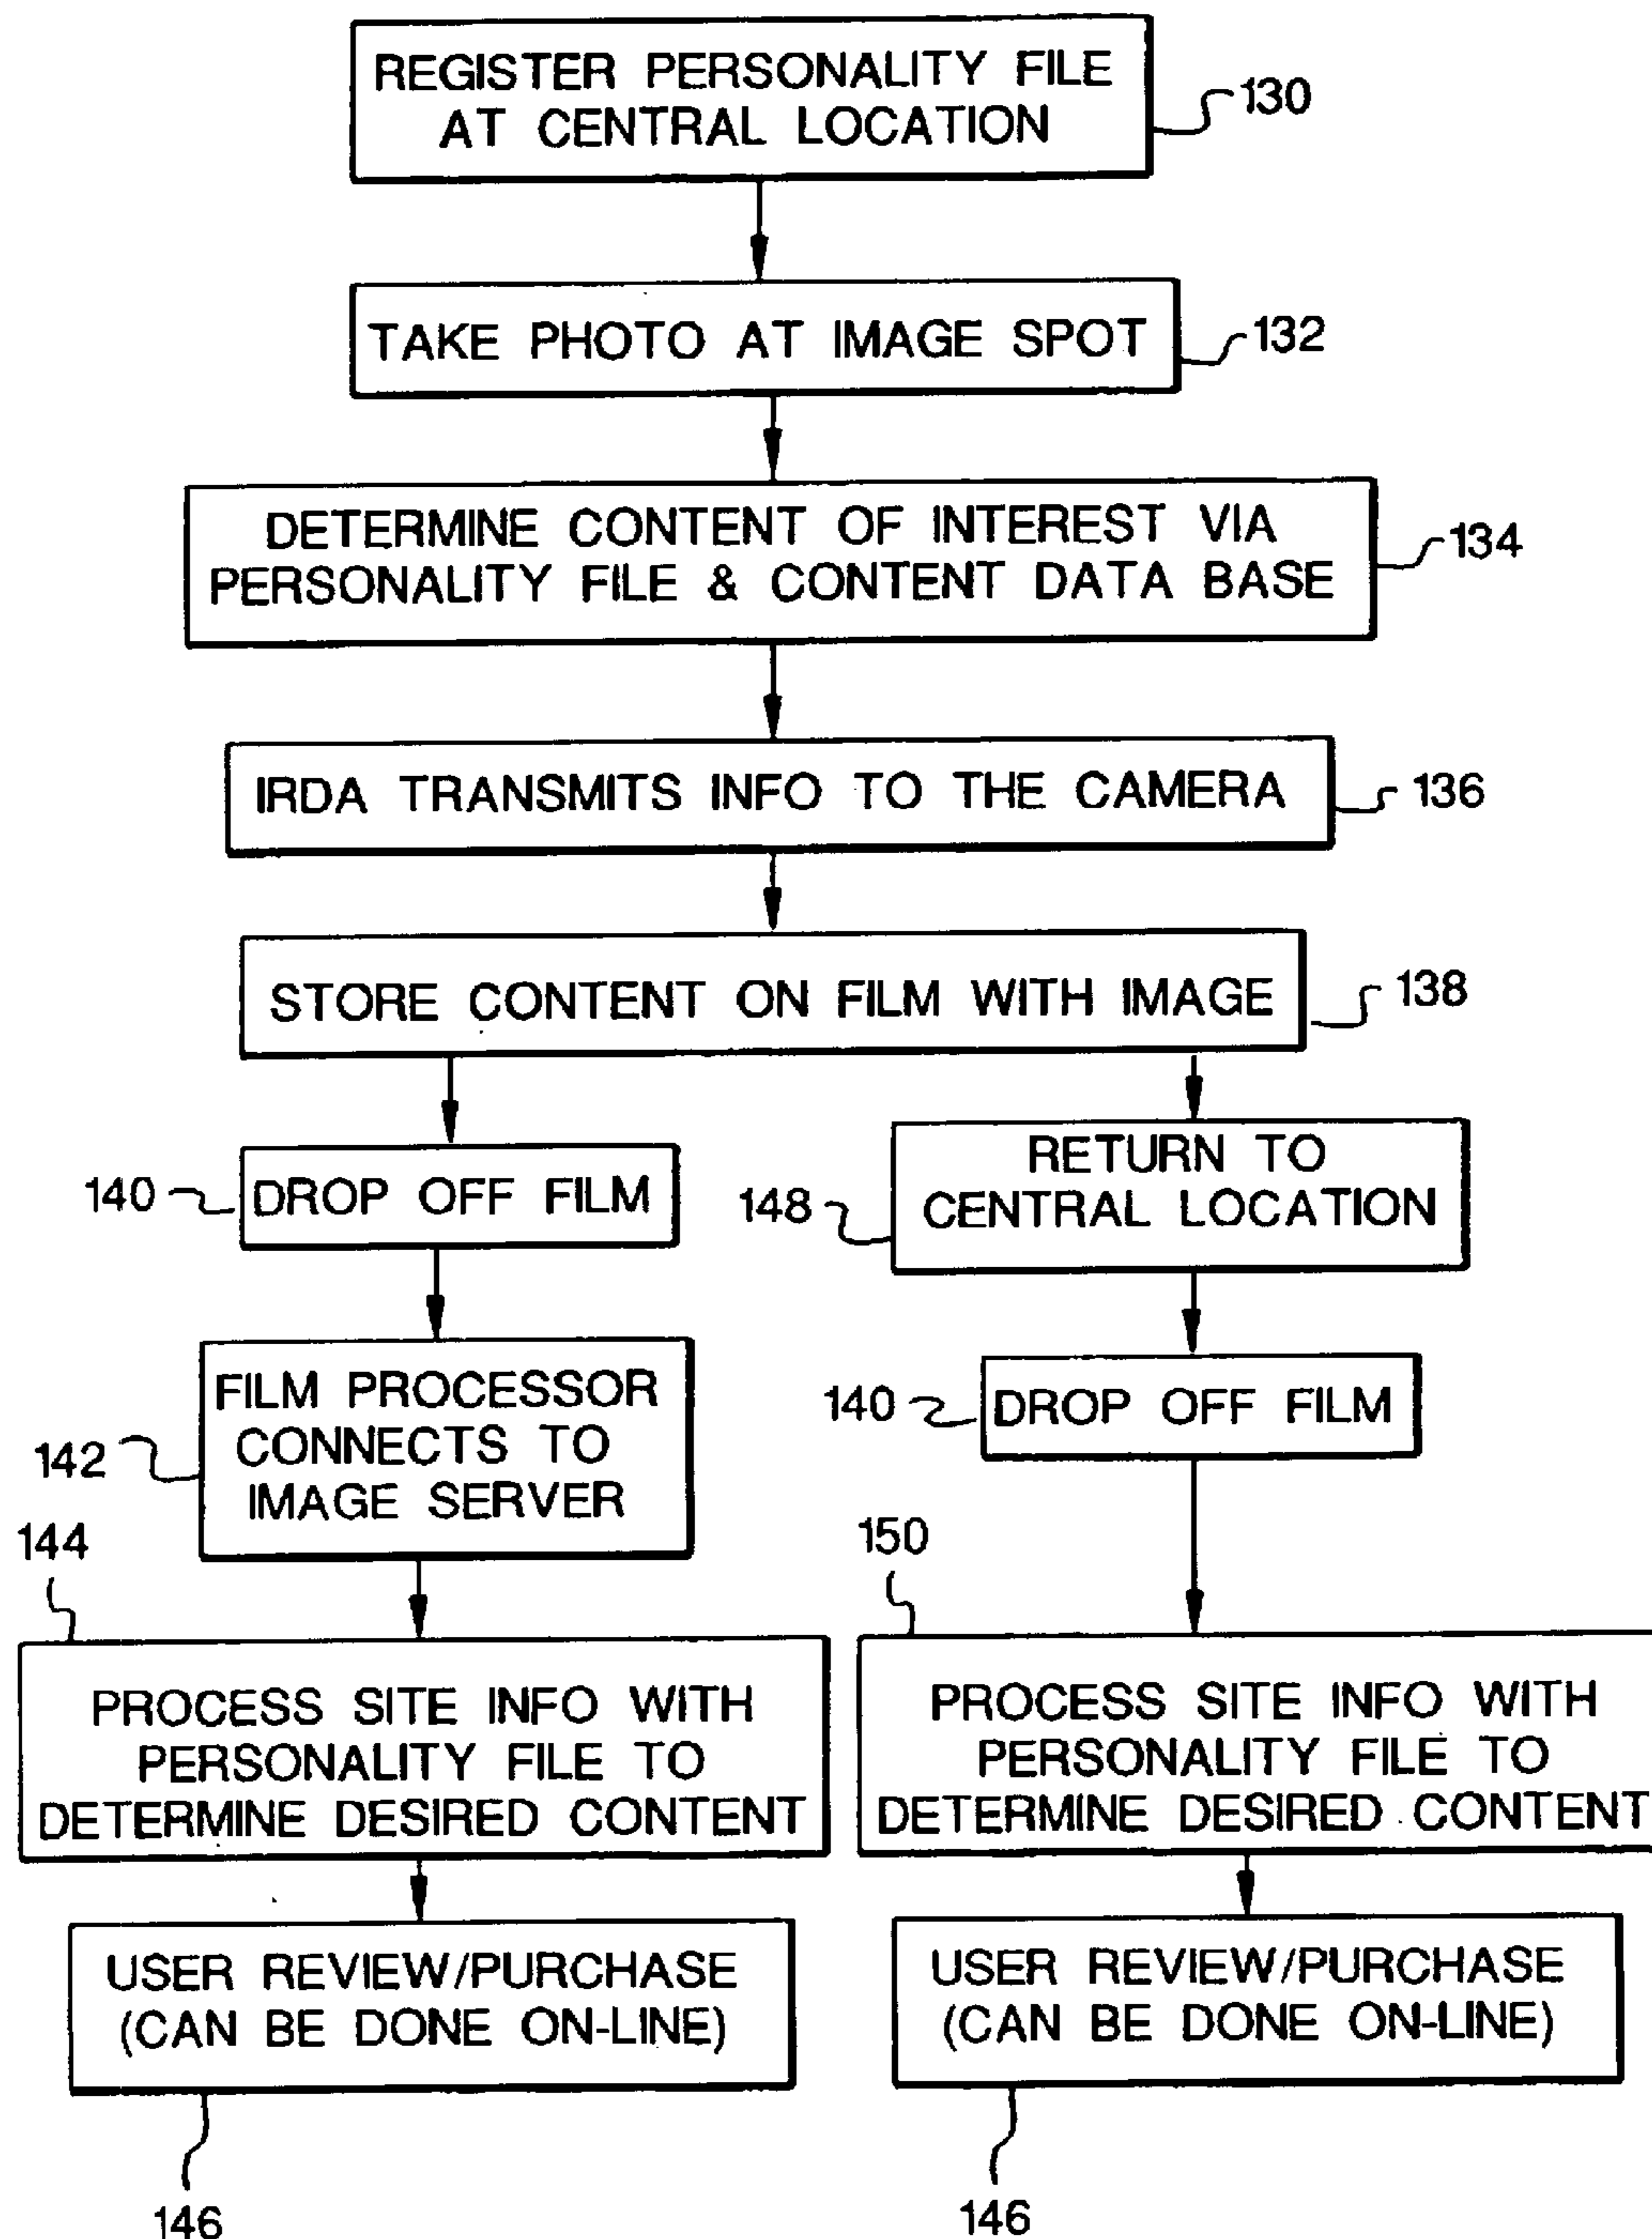 REGISTER PERSONALITY FILE
AT CENTRAL LOCATION
130
TAKE PHOTO AT IMAGE SPOT
132
DETERMINE CONTENT OF INTEREST VIA
PERSONALITY FILE & CONTENT DATA BASE
134
IRDA TRANSMITS INFO TO THE CAMERA
136
STORE CONTENT ON FILM WITH IMAGE
138
140
DROP OFF FILM
148
RETURN TO
CENTRAL LOCATION
142
FILM PROCESSOR
CONNECTS TO
IMAGE SERVER
140
DROP OFF FILM
144
PROCESS SITE INFO WITH
PERSONALITY FILE TO
DETERMINE DESIRED CONTENT
150
PROCESS SITE INFO WITH
PERSONALITY FILE TO
DETERMINE DESIRED CONTENT
USER REVIEW/PURCHASE
(CAN BE DONE ON-LINE)
146
USER REVIEW/PURCHASE
(CAN BE DONE ON-LINE)
146